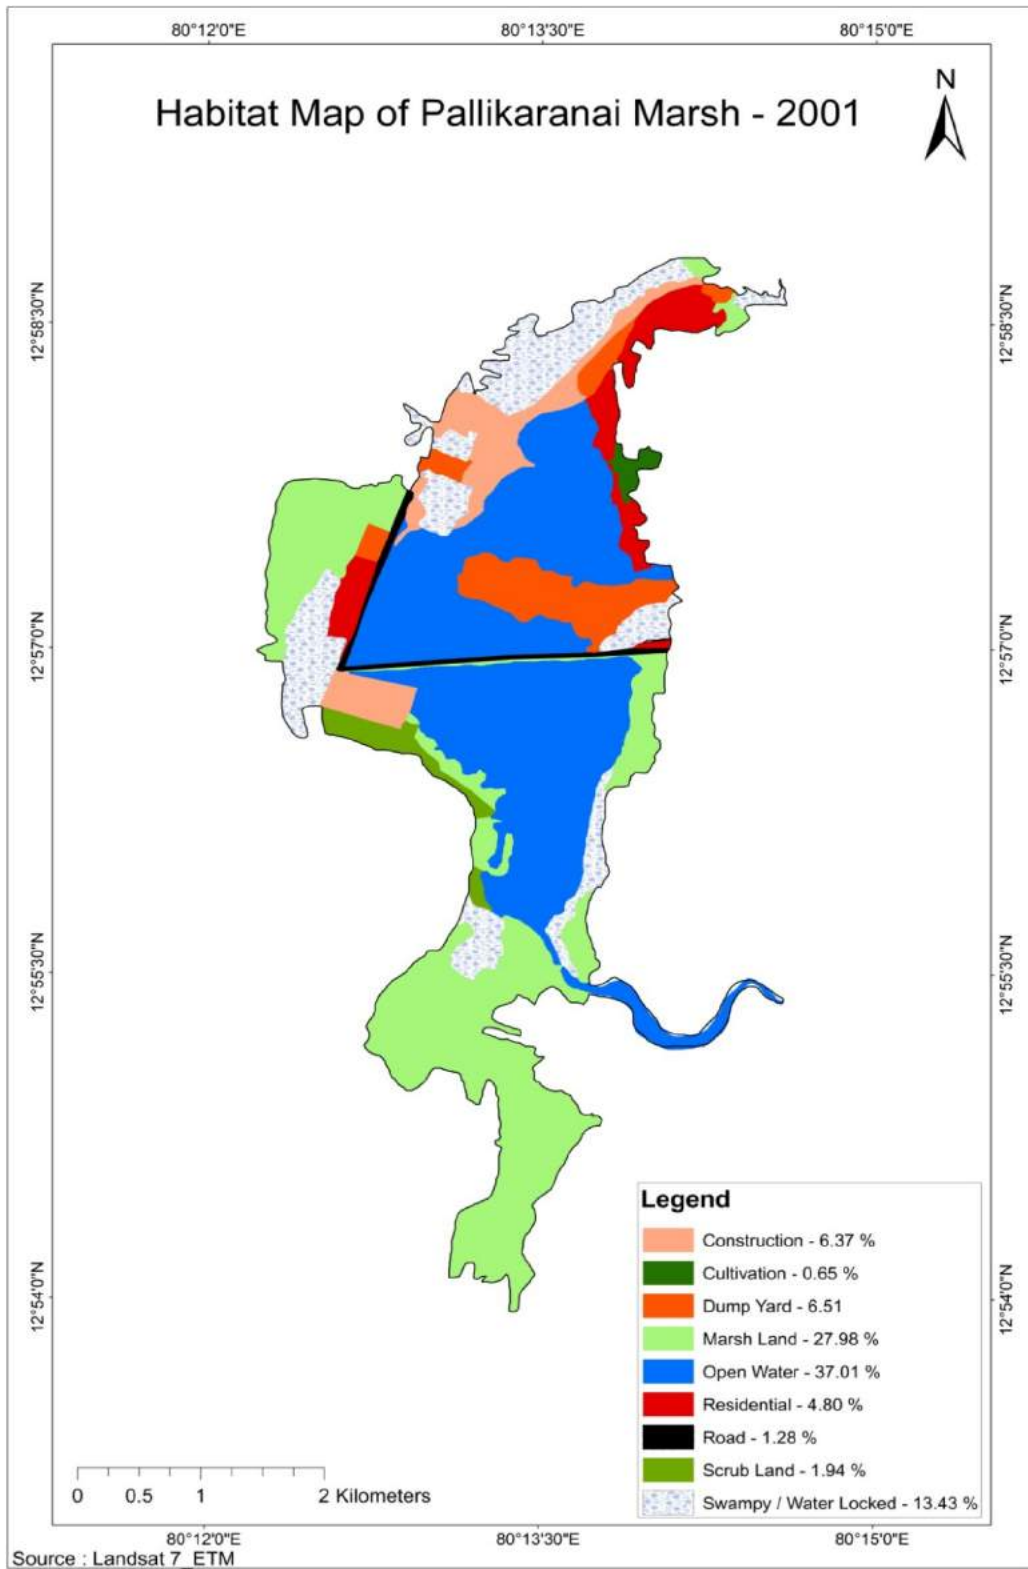 80°12'0"E 80°13'30"E 80°15'0"E
N
Habitat Map of Pallikaranai Marsh - 2001
12°58'30"N 12°58'30"N
12°57'0"N 12°57'0"N
12°55'30"N 12°55'30"N
12°54'0"N 12°54'0"N
Legend
Construction - 6.37 %
Cultivation - 0.65 %
Dump Yard - 6.51
Marsh Land - 27.98 %
Open Water - 37.01 %
Residential - 4.80 %
Road - 1.28 %
Scrub Land - 1.94 %
Swampy / Water Locked - 13.43 %
0 0.5 1 2 Kilometers
80°12'0"E 80°13'30"E 80°15'0"E
Source : Landsat 7_ETM